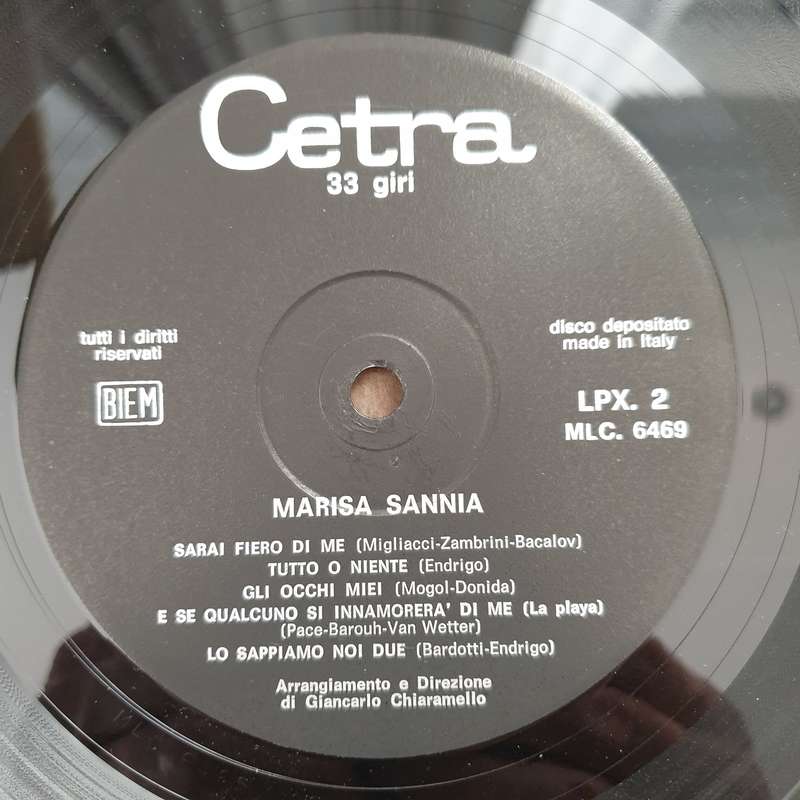 Cetra
33 giri
tutti i diritti
riservati
BIEM
disco depositato
made in Italy
LPX. 2
MLC. 6469
MARISA SANNIA
SARAI FIERO DI ME (Migliacci-Zambrini-Bacalov)
TUTTO O NIENTE (Endrigo)
GLI OCCHI MIEI (Mogol-Donida)
E SE QUALCUNO SI INNAMORERA' DI ME (La playa)
(Pace-Barouh-Van Wetter)
LO SAPPIAMO NOI DUE (Bardotti-Endrigo)
Arrangiamento e Direzione
di Giancarlo Chiaramello